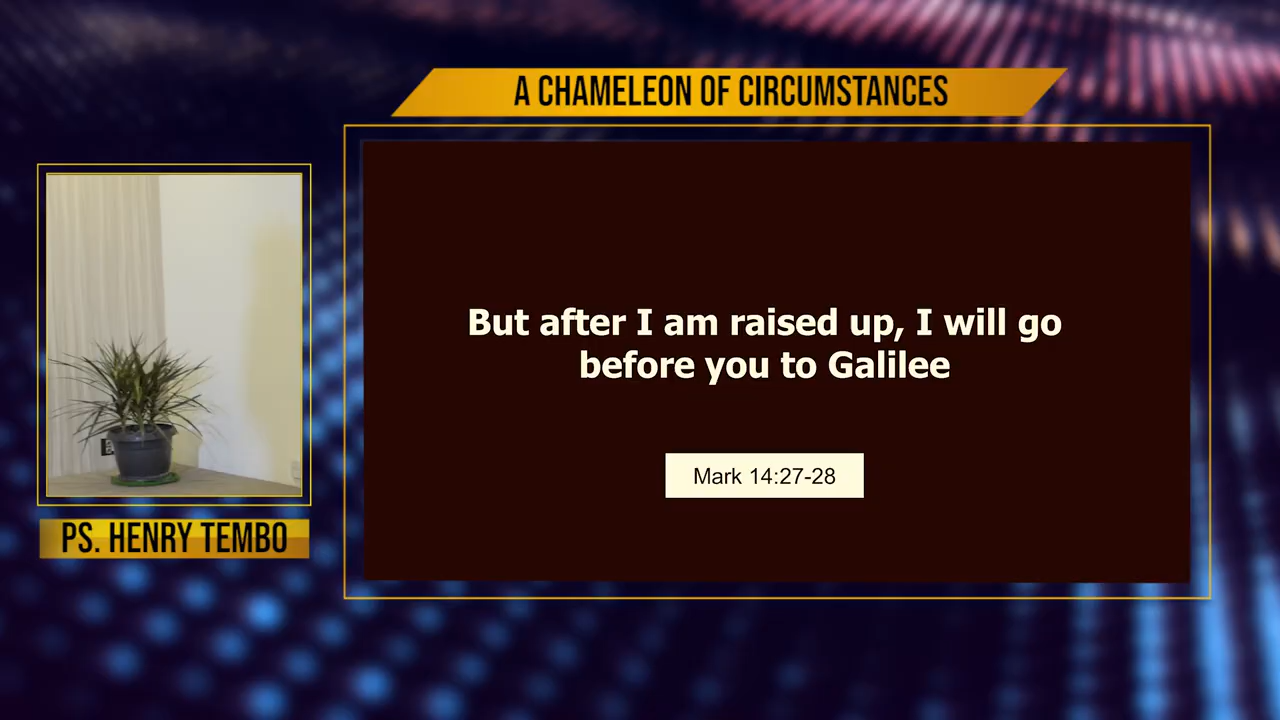 A CHAMELEON OF CIRCUMSTANCES
But after I am raised up, I will go
before you to Galilee
Mark 14:27-28
PS. HENRY TEMBO